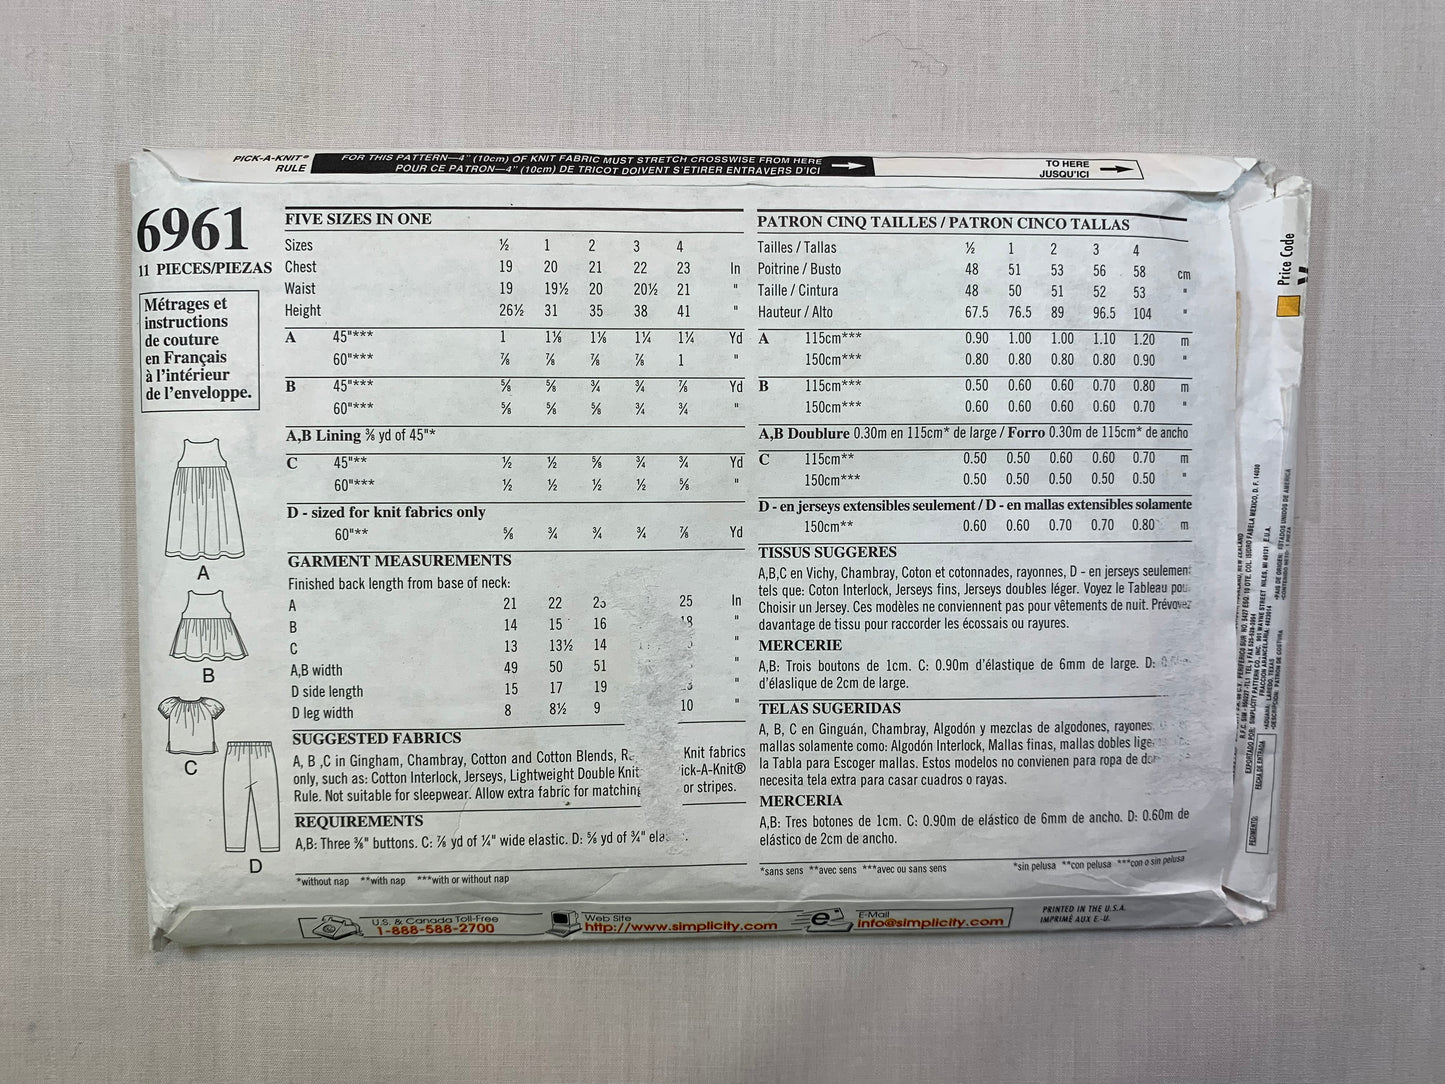 PICK-A-KNIT® RULE
FOR THIS PATTERN—4" (10cm) OF KNIT FABRIC MUST STRETCH CROSSWISE FROM HERE
POUR CE PATRON—4" (10cm) DE TRICOT DOIVENT S'ETIRER ENTRAVERS D'ICI
TO HERE
JUSQU'ICI
6961
11 PIECES/PIEZAS
Métrages et
instructions
de couture
en Français
à l'intérieur
de l'enveloppe.
A
B
C
D
FIVE SIZES IN ONE
Sizes ½ 1 2 3 4
Chest 19 20 21 22 23 In
Waist 19 19½ 20 20½ 21 "
Height 26½ 31 35 38 41 "
A 45"*** 1 1⅛ 1⅛ 1¼ 1¼ Yd
60"*** ⅞ ⅞ ⅞ ⅞ 1 "
B 45"*** ⅝ ⅝ ¾ ¾ ⅞ Yd
60"*** ⅝ ⅝ ⅝ ¾ ¾ "
A,B Lining ⅜ yd of 45"*
C 45"** ½ ½ ⅝ ¾ ¾ Yd
60"*** ½ ½ ½ ½ ⅝ "
D - sized for knit fabrics only
60"** ⅝ ¾ ¾ ¾ ⅞ Yd
GARMENT MEASUREMENTS
Finished back length from base of neck:
A 21 22 25 In
B 14 15 16 18 "
C 13 13½ 14 "
A,B width 49 50 51 "
D side length 15 17 19 "
D leg width 8 8½ 9 10 "
SUGGESTED FABRICS
A, B ,C in Gingham, Chambray, Cotton and Cotton Blends, Knit fabrics
only, such as: Cotton Interlock, Jerseys, Lightweight Double Knit ick-A-Knit®
Rule. Not suitable for sleepwear. Allow extra fabric for matching or stripes.
REQUIREMENTS
A,B: Three ⅜" buttons. C: ⅞ yd of ¼" wide elastic. D: ⅝ yd of ¾" ela
*without nap **with nap ***with or without nap
PATRON CINQ TAILLES / PATRON CINCO TALLAS
Tailles / Tallas ½ 1 2 3 4
Poitrine / Busto 48 51 53 56 58 cm
Taille / Cintura 48 50 51 52 53 "
Hauteur / Alto 67.5 76.5 89 96.5 104 "
A 115cm*** 0.90 1.00 1.00 1.10 1.20 m
150cm*** 0.80 0.80 0.80 0.80 0.90 "
B 115cm*** 0.50 0.60 0.60 0.70 0.80 m
150cm*** 0.60 0.60 0.60 0.60 0.70 "
A,B Doublure 0.30m en 115cm* de large / Forro 0.30m de 115cm* de ancho
C 115cm** 0.50 0.50 0.60 0.60 0.70 m
150cm*** 0.50 0.50 0.50 0.50 0.50 "
D - en jerseys extensibles seulement / D - en mallas extensibles solamente
150cm** 0.60 0.60 0.70 0.70 0.80 m
TISSUS SUGGERES
A,B,C en Vichy, Chambray, Coton et cotonnades, rayonnes, D - en jerseys seulement
tels que: Coton Interlock, Jerseys fins, Jerseys doubles léger. Voyez le Tableau pou
Choisir un Jersey. Ces modèles ne conviennent pas pour vêtements de nuit. Prévoyez
davantage de tissu pour raccorder les écossais ou rayures.
MERCERIE
A,B: Trois boutons de 1cm. C: 0.90m d'élastique de 6mm de large. D:
d'élaslique de 2cm de large.
TELAS SUGERIDAS
A, B, C en Ginguán, Chambray, Algodón y mezclas de algodones, rayones.
mallas solamente como: Algodón Interlock, Mallas finas, mallas dobles lige
la Tabla para Escoger mallas. Estos modelos no convienen para ropa de dor
necesita tela extra para casar cuadros o rayas.
MERCERIA
A,B: Tres botones de 1cm. C: 0.90m de elástico de 6mm de ancho. D: 0.60m de
elástico de 2cm de ancho.
*sans sens **avec sens ***avec ou sans sens *sin pelusa **con pelusa ***con o sin pelusa
U.S. & Canada Toll-Free
1-888-588-2700
Web Site
http://www.simplicity.com
E-Mail
info@simplicity.com
PRINTED IN THE U.S.A.
IMPRIMÉ AUX E.-U.
Price Code
PEDIMENTO:
FECHA DE ENTRADA